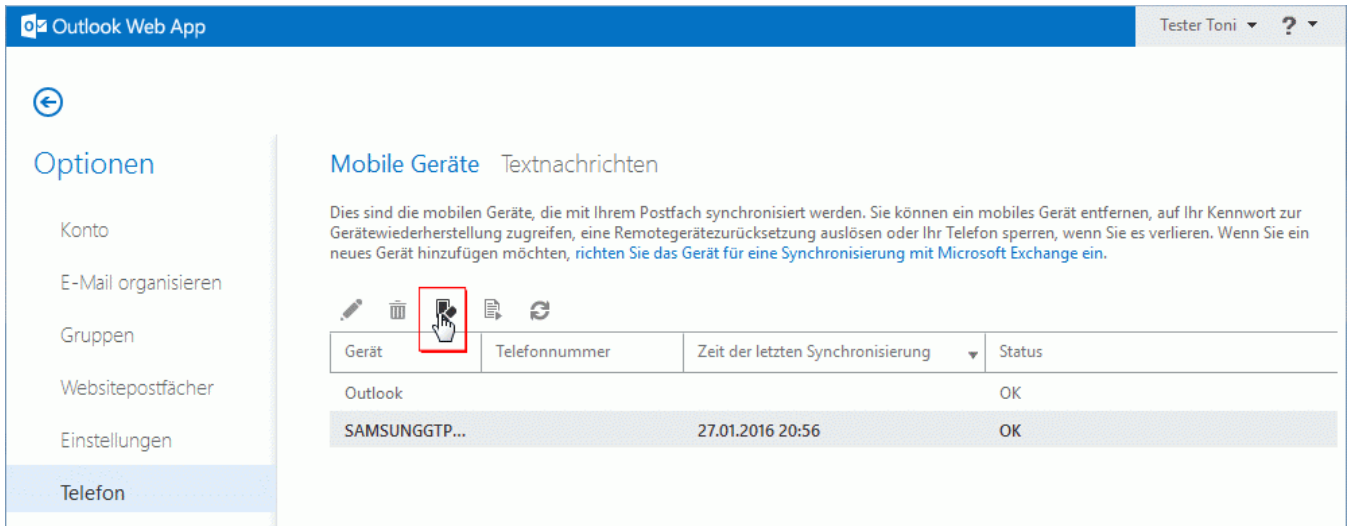 Outlook Web App
Tester Toni
?
Optionen
Konto
E-Mail organisieren
Gruppen
Websitepostfächer
Einstellungen
Telefon
Mobile Geräte Textnachrichten
Dies sind die mobilen Geräte, die mit Ihrem Postfach synchronisiert werden. Sie können ein mobiles Gerät entfernen, auf Ihr Kennwort zur
Gerätewiederherstellung zugreifen, eine Remotegerätezurücksetzung auslösen oder Ihr Telefon sperren, wenn Sie es verlieren. Wenn Sie ein
neues Gerät hinzufügen möchten, richten Sie das Gerät für eine Synchronisierung mit Microsoft Exchange ein.
Gerät Telefonnummer Zeit der letzten Synchronisierung Status
Outlook OK
SAMSUNGGTP... 27.01.2016 20:56 OK